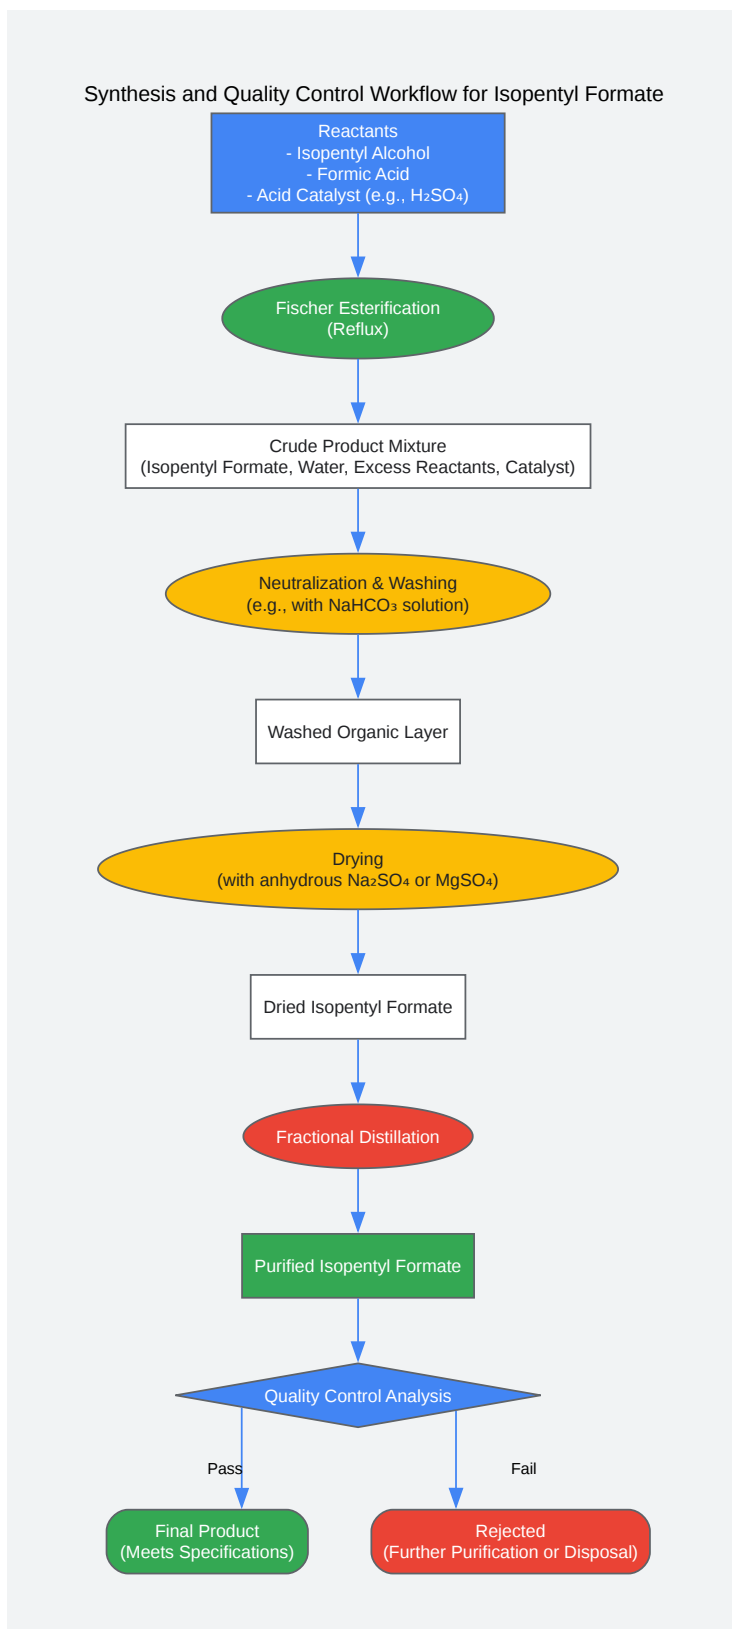 Synthesis and Quality Control Workflow for Isopentyl Formate
Reactants
- Isopentyl Alcohol
- Formic Acid
- Acid Catalyst (e.g., H₂SO₄)
Fischer Esterification
(Reflux)
Crude Product Mixture
(Isopentyl Formate, Water, Excess Reactants, Catalyst)
Neutralization & Washing
(e.g., with NaHCO₃ solution)
Washed Organic Layer
Drying
(with anhydrous Na₂SO₄ or MgSO₄)
Dried Isopentyl Formate
Fractional Distillation
Purified Isopentyl Formate
Quality Control Analysis
Pass
Fail
Final Product
(Meets Specifications)
Rejected
(Further Purification or Disposal)